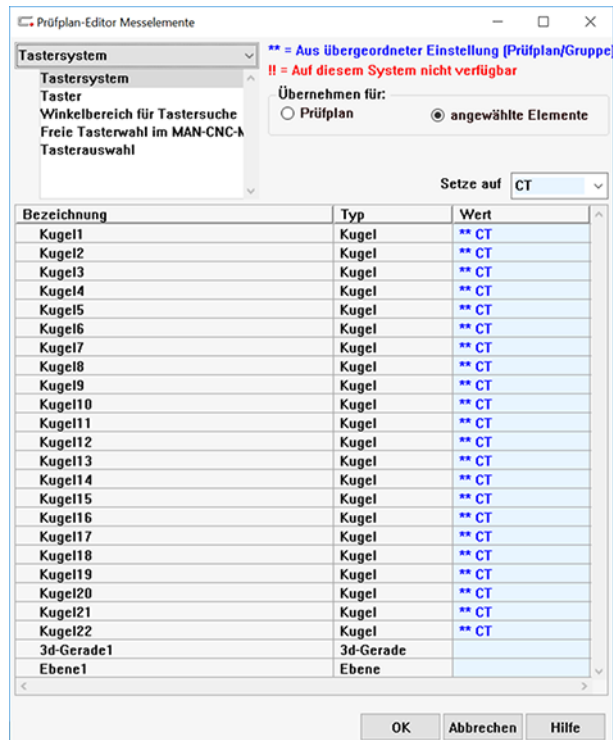 Prüfplan-Editor Messelemente
Tastersystem
** = Aus übergeordneter Einstellung (Prüfplan/Gruppe)
!! = Auf diesem System nicht verfügbar
Tastersystem
Taster
Winkelbereich für Tastersuche
Freie Tasterwahl im MAN-CNC-M
Tasterauswahl
Übernehmen für:
Prüfplan
angewählte Elemente
Setze auf CT
Bezeichnung Typ Wert
Kugel1 Kugel ** CT
Kugel2 Kugel ** CT
Kugel3 Kugel ** CT
Kugel4 Kugel ** CT
Kugel5 Kugel ** CT
Kugel6 Kugel ** CT
Kugel7 Kugel ** CT
Kugel8 Kugel ** CT
Kugel9 Kugel ** CT
Kugel10 Kugel ** CT
Kugel11 Kugel ** CT
Kugel12 Kugel ** CT
Kugel13 Kugel ** CT
Kugel14 Kugel ** CT
Kugel15 Kugel ** CT
Kugel16 Kugel ** CT
Kugel17 Kugel ** CT
Kugel18 Kugel ** CT
Kugel19 Kugel ** CT
Kugel20 Kugel ** CT
Kugel21 Kugel ** CT
Kugel22 Kugel ** CT
3d-Gerade1 3d-Gerade
Ebene1 Ebene
OK Abbrechen Hilfe